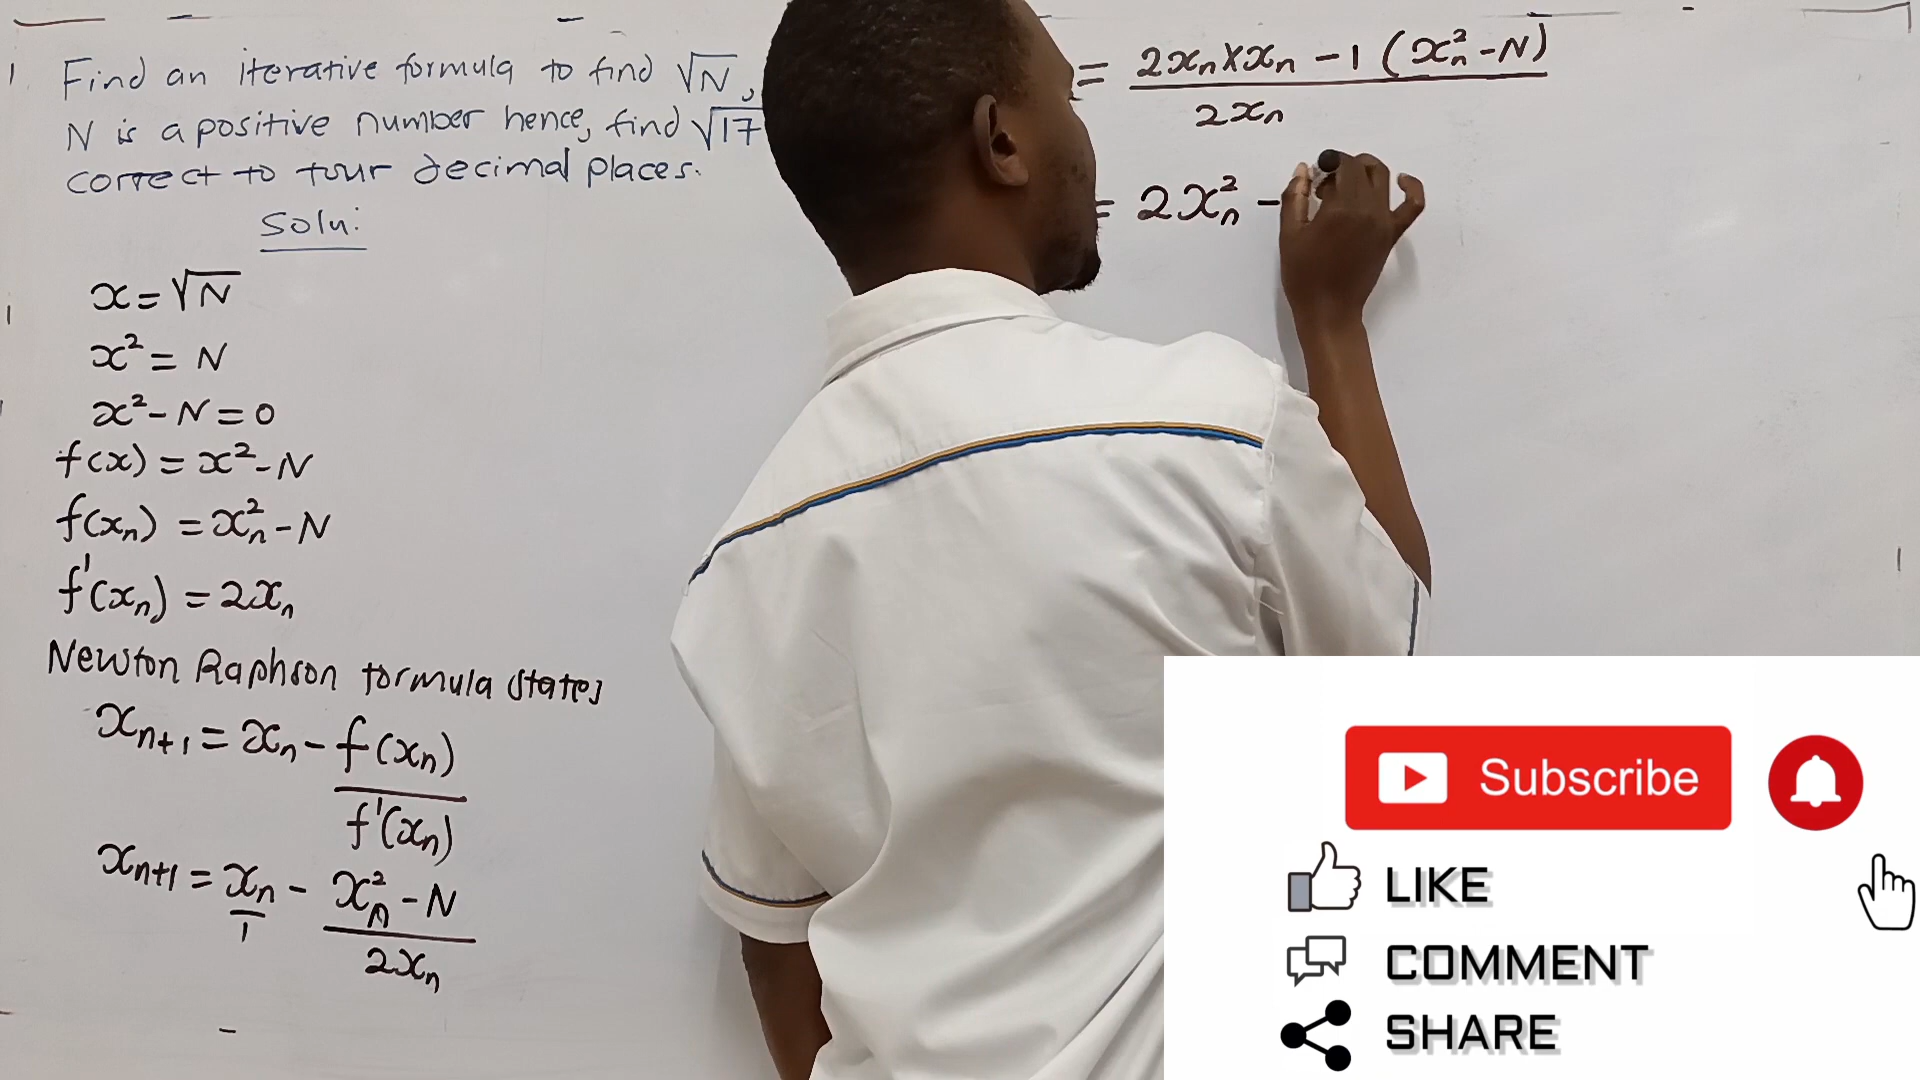 Find an iterative formula to find √N,
N is a positive number hence, find √17
correct to four decimal places.
Soln:
x = √N
x² = N
x² - N = 0
f(x) = x² - N
f(xₙ) = xₙ² - N
f'(xₙ) = 2xₙ
Newton Raphson formula states
xₙ₊₁ = xₙ - f(xₙ)
f'(xₙ)
xₙ₊₁ = xₙ - xₙ² - N
1 2xₙ
= 2xₙ × xₙ - 1 (xₙ² - N)
2xₙ
= 2xₙ² -
Subscribe
LIKE
COMMENT
SHARE